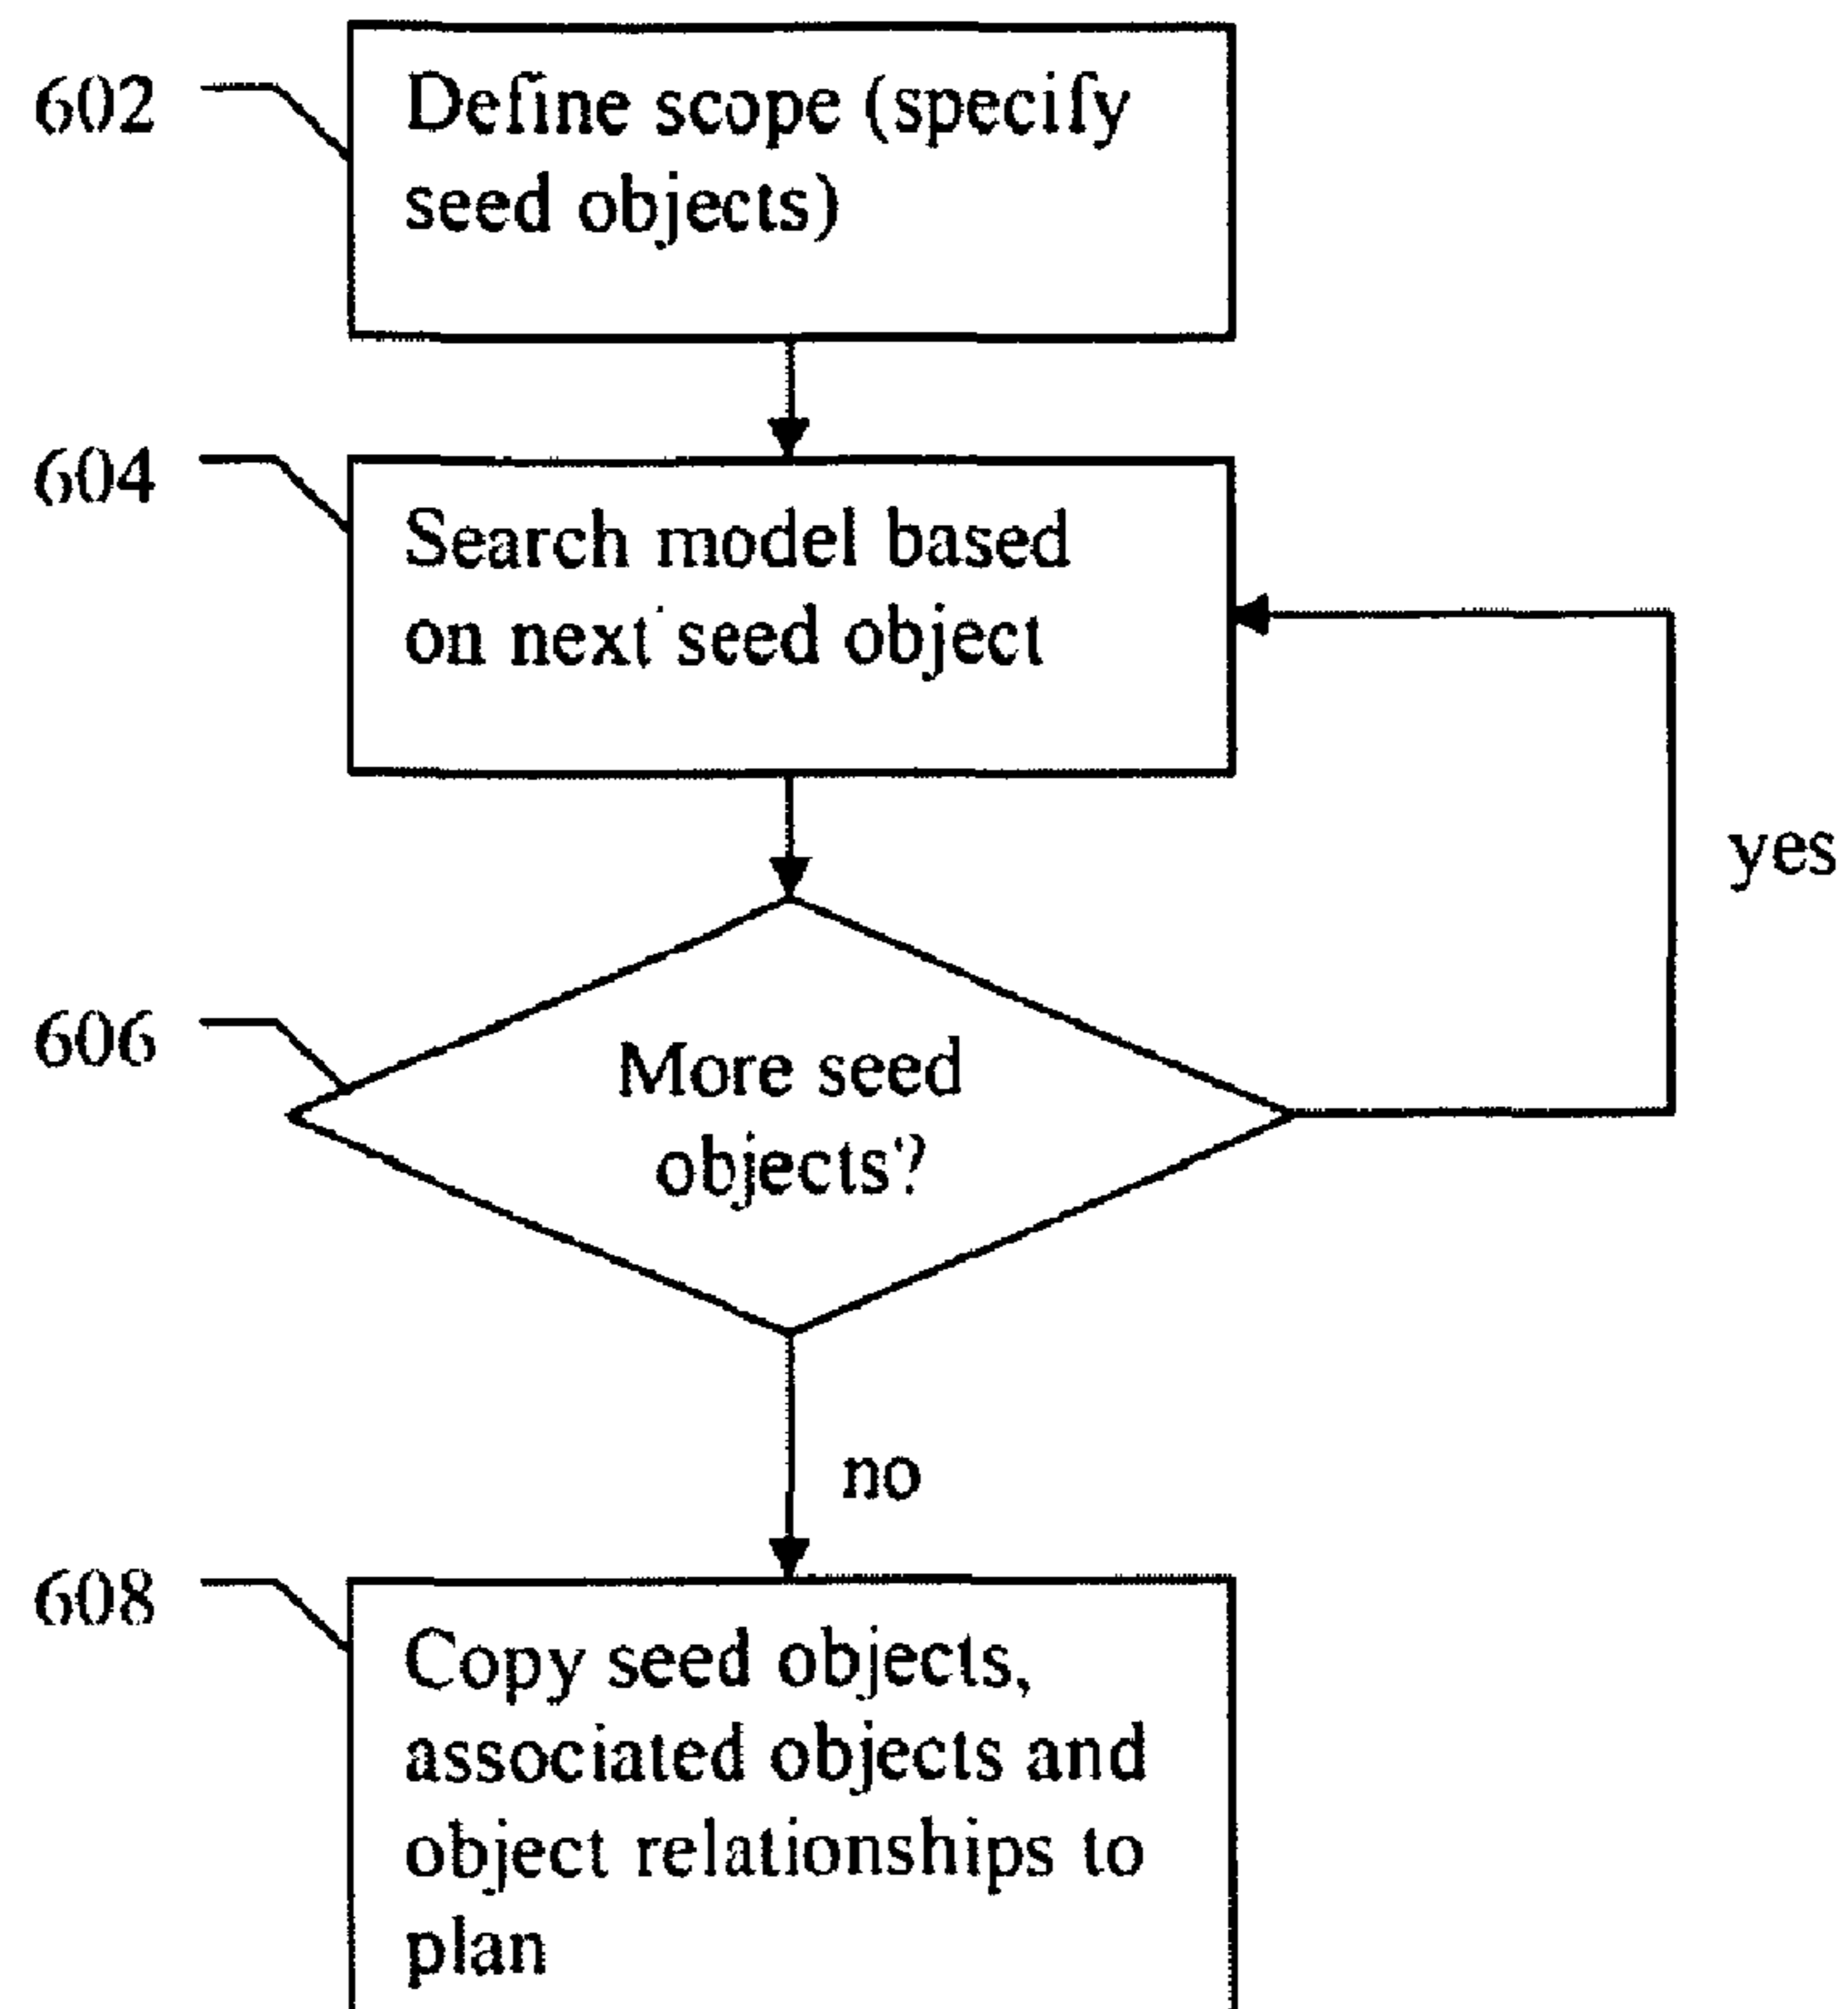 602
Define scope (specify
seed objects)
604
Search model based
on next seed object
yes
606
More seed
objects?
no
608
Copy seed objects,
associated objects and
object relationships to
plan